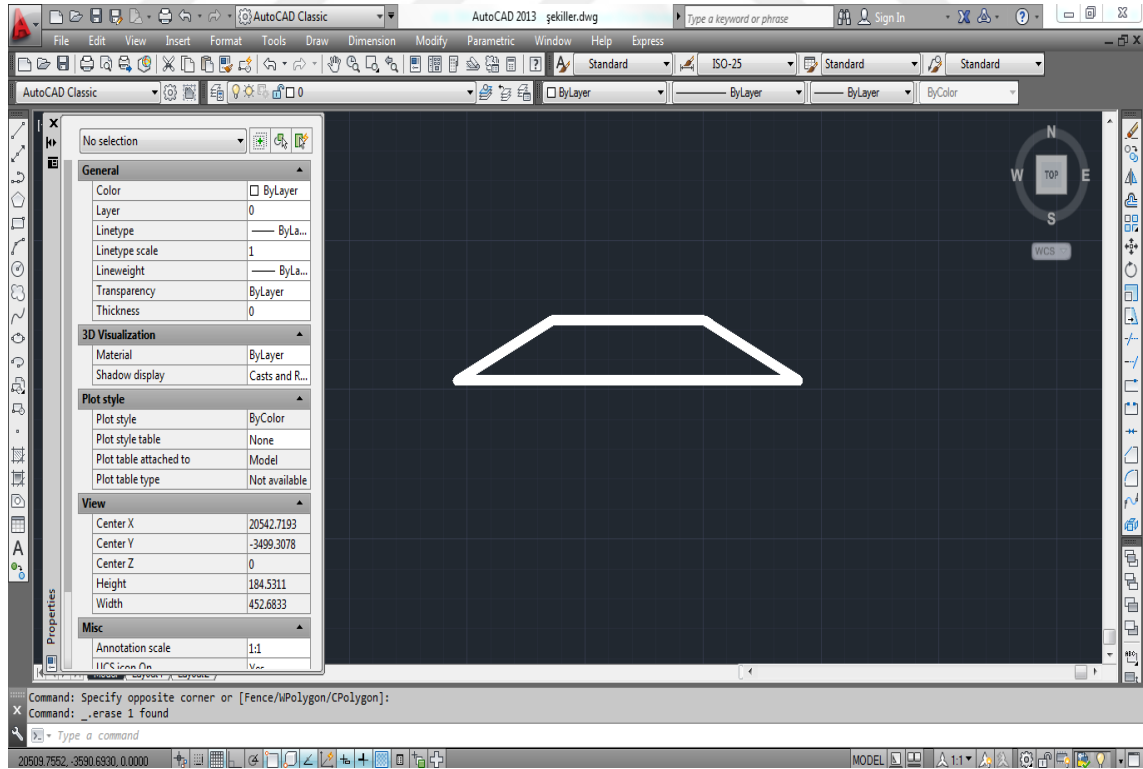 AutoCAD Classic
AutoCAD 2013 şekiller.dwg
Type a keyword or phrase
Sign In
File Edit View Insert Format Tools Draw Dimension Modify Parametric Window Help Express
Standard ISO-25 Standard Standard
AutoCAD Classic 0 ByLayer ByLayer ByLayer ByColor
No selection
General
Color ByLayer
Layer 0
Linetype ByLa...
Linetype scale 1
Lineweight ByLa...
Transparency ByLayer
Thickness 0
3D Visualization
Material ByLayer
Shadow display Casts and R...
Plot style
Plot style ByColor
Plot style table None
Plot table attached to Model
Plot table type Not available
View
Center X 20542.7193
Center Y -3499.3078
Center Z 0
Height 184.5311
Width 452.6833
Misc
Annotation scale 1:1
UCS icon On Yes
Properties
N
W TOP E
S
WCS
Command: Specify opposite corner or [Fence/WPolygon/CPolygon]:
Command: _.erase 1 found
Type a command
20509.7552, -3590.6930, 0.0000 MODEL 1:1